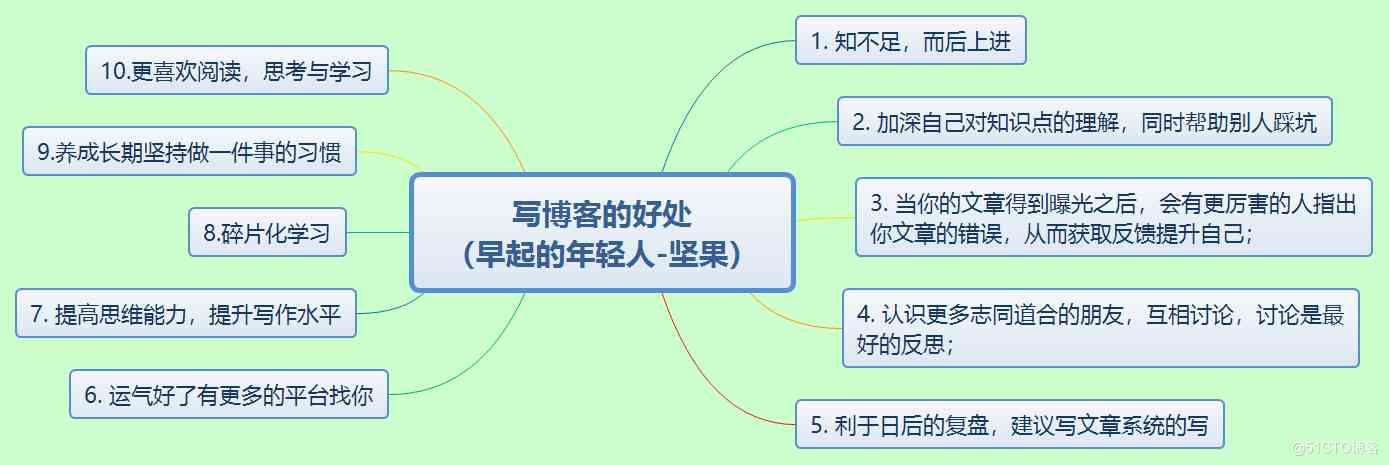 写博客的好处
（早起的年轻人-坚果）
1. 知不足，而后上进
2. 加深自己对知识点的理解，同时帮助别人踩坑
3. 当你的文章得到曝光之后，会有更厉害的人指出
你文章的错误，从而获取反馈提升自己；
4. 认识更多志同道合的朋友，互相讨论，讨论是最
好的反思；
5. 利于日后的复盘，建议写文章系统的写
6. 运气好了有更多的平台找你
7. 提高思维能力，提升写作水平
8.碎片化学习
9.养成长期坚持做一件事的习惯
10.更喜欢阅读，思考与学习
@51CTO博客